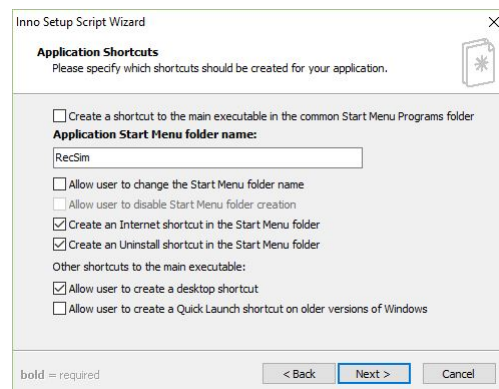 Inno Setup Script Wizard
Application Shortcuts
Please specify which shortcuts should be created for your application.
Create a shortcut to the main executable in the common Start Menu Programs folder
Application Start Menu folder name:
RecSim
Allow user to change the Start Menu folder name
Allow user to disable Start Menu folder creation
Create an Internet shortcut in the Start Menu folder
Create an Uninstall shortcut in the Start Menu folder
Other shortcuts to the main executable:
Allow user to create a desktop shortcut
Allow user to create a Quick Launch shortcut on older versions of Windows
bold = required
< Back Next > Cancel